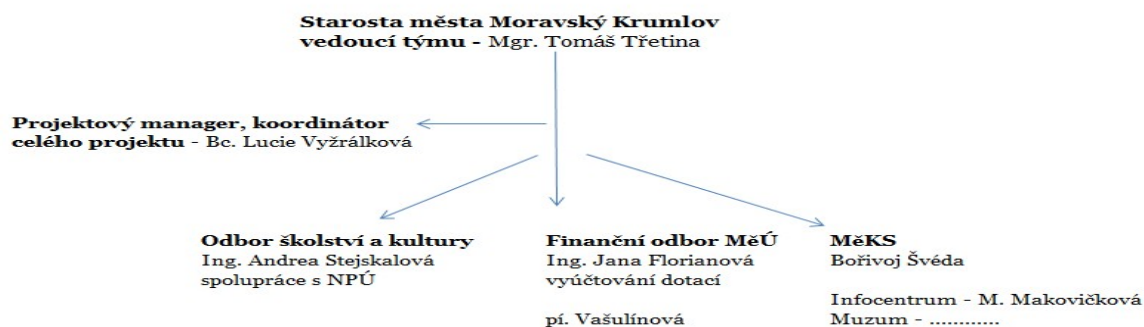 Starosta města Moravský Krumlov
vedoucí týmu - Mgr. Tomáš Třetina
Projektový manager, koordinátor
celého projektu - Bc. Lucie Vyžrálková
Odbor školství a kultury
Ing. Andrea Stejskalová
spolupráce s NPÚ
Finanční odbor MěÚ
Ing. Jana Florianová
vyúčtování dotací
pí. Vašulínová
MěKS
Bořivoj Švéda
Infocentrum - M. Makovičková
Muzum - ............